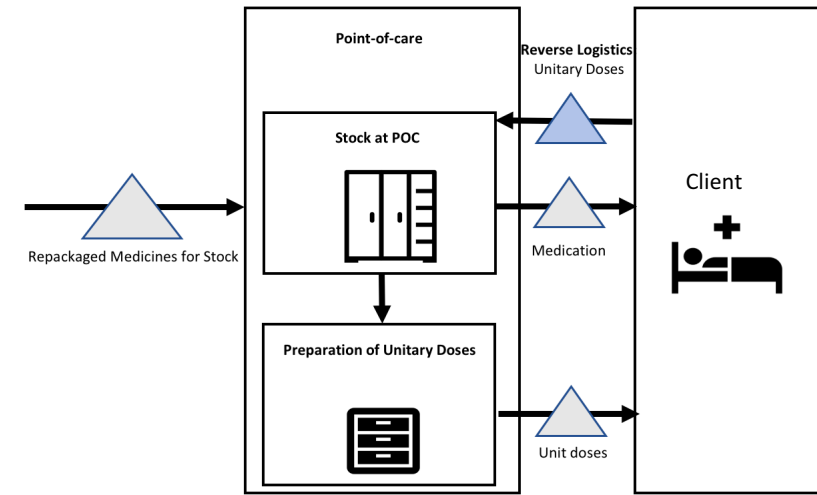 Point-of-care
Reverse Logistics
Unitary Doses
Stock at POC
Client
Repackaged Medicines for Stock
Medication
Preparation of Unitary Doses
Unit doses